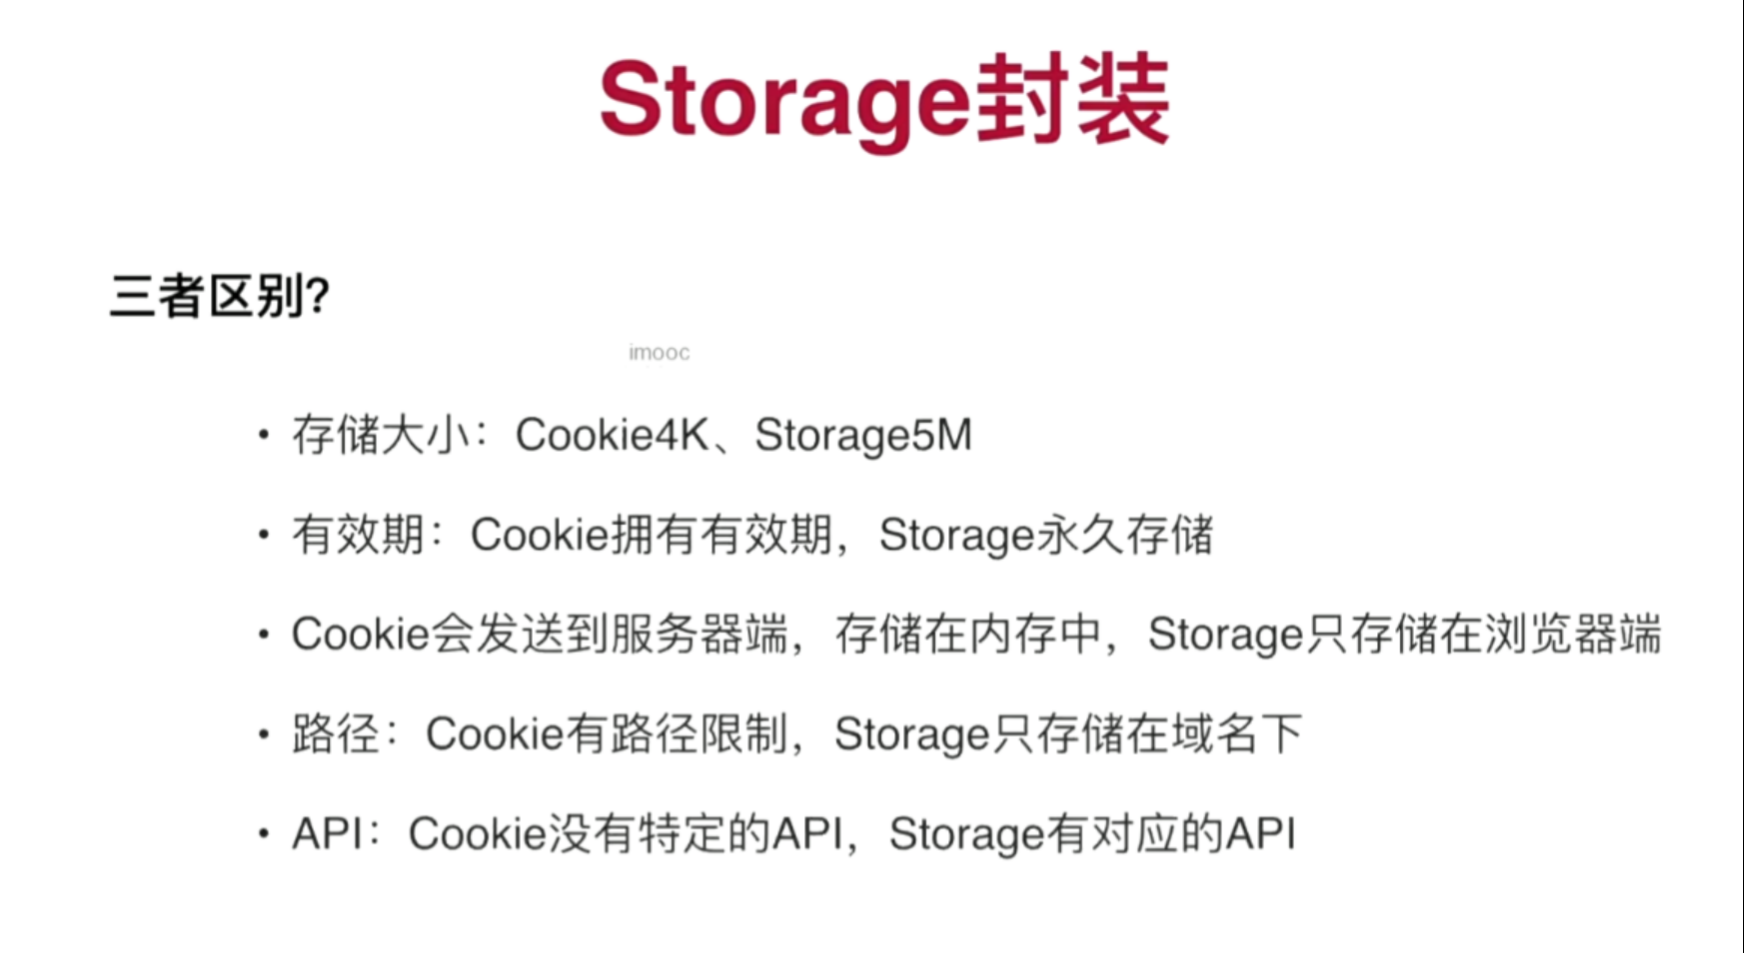 Storage封装
三者区别?
imooc
• 存储大小：Cookie4K、Storage5M
• 有效期：Cookie拥有有效期，Storage永久存储
• Cookie会发送到服务器端，存储在内存中，Storage只存储在浏览器端
• 路径：Cookie有路径限制，Storage只存储在域名下
• API：Cookie没有特定的API，Storage有对应的API